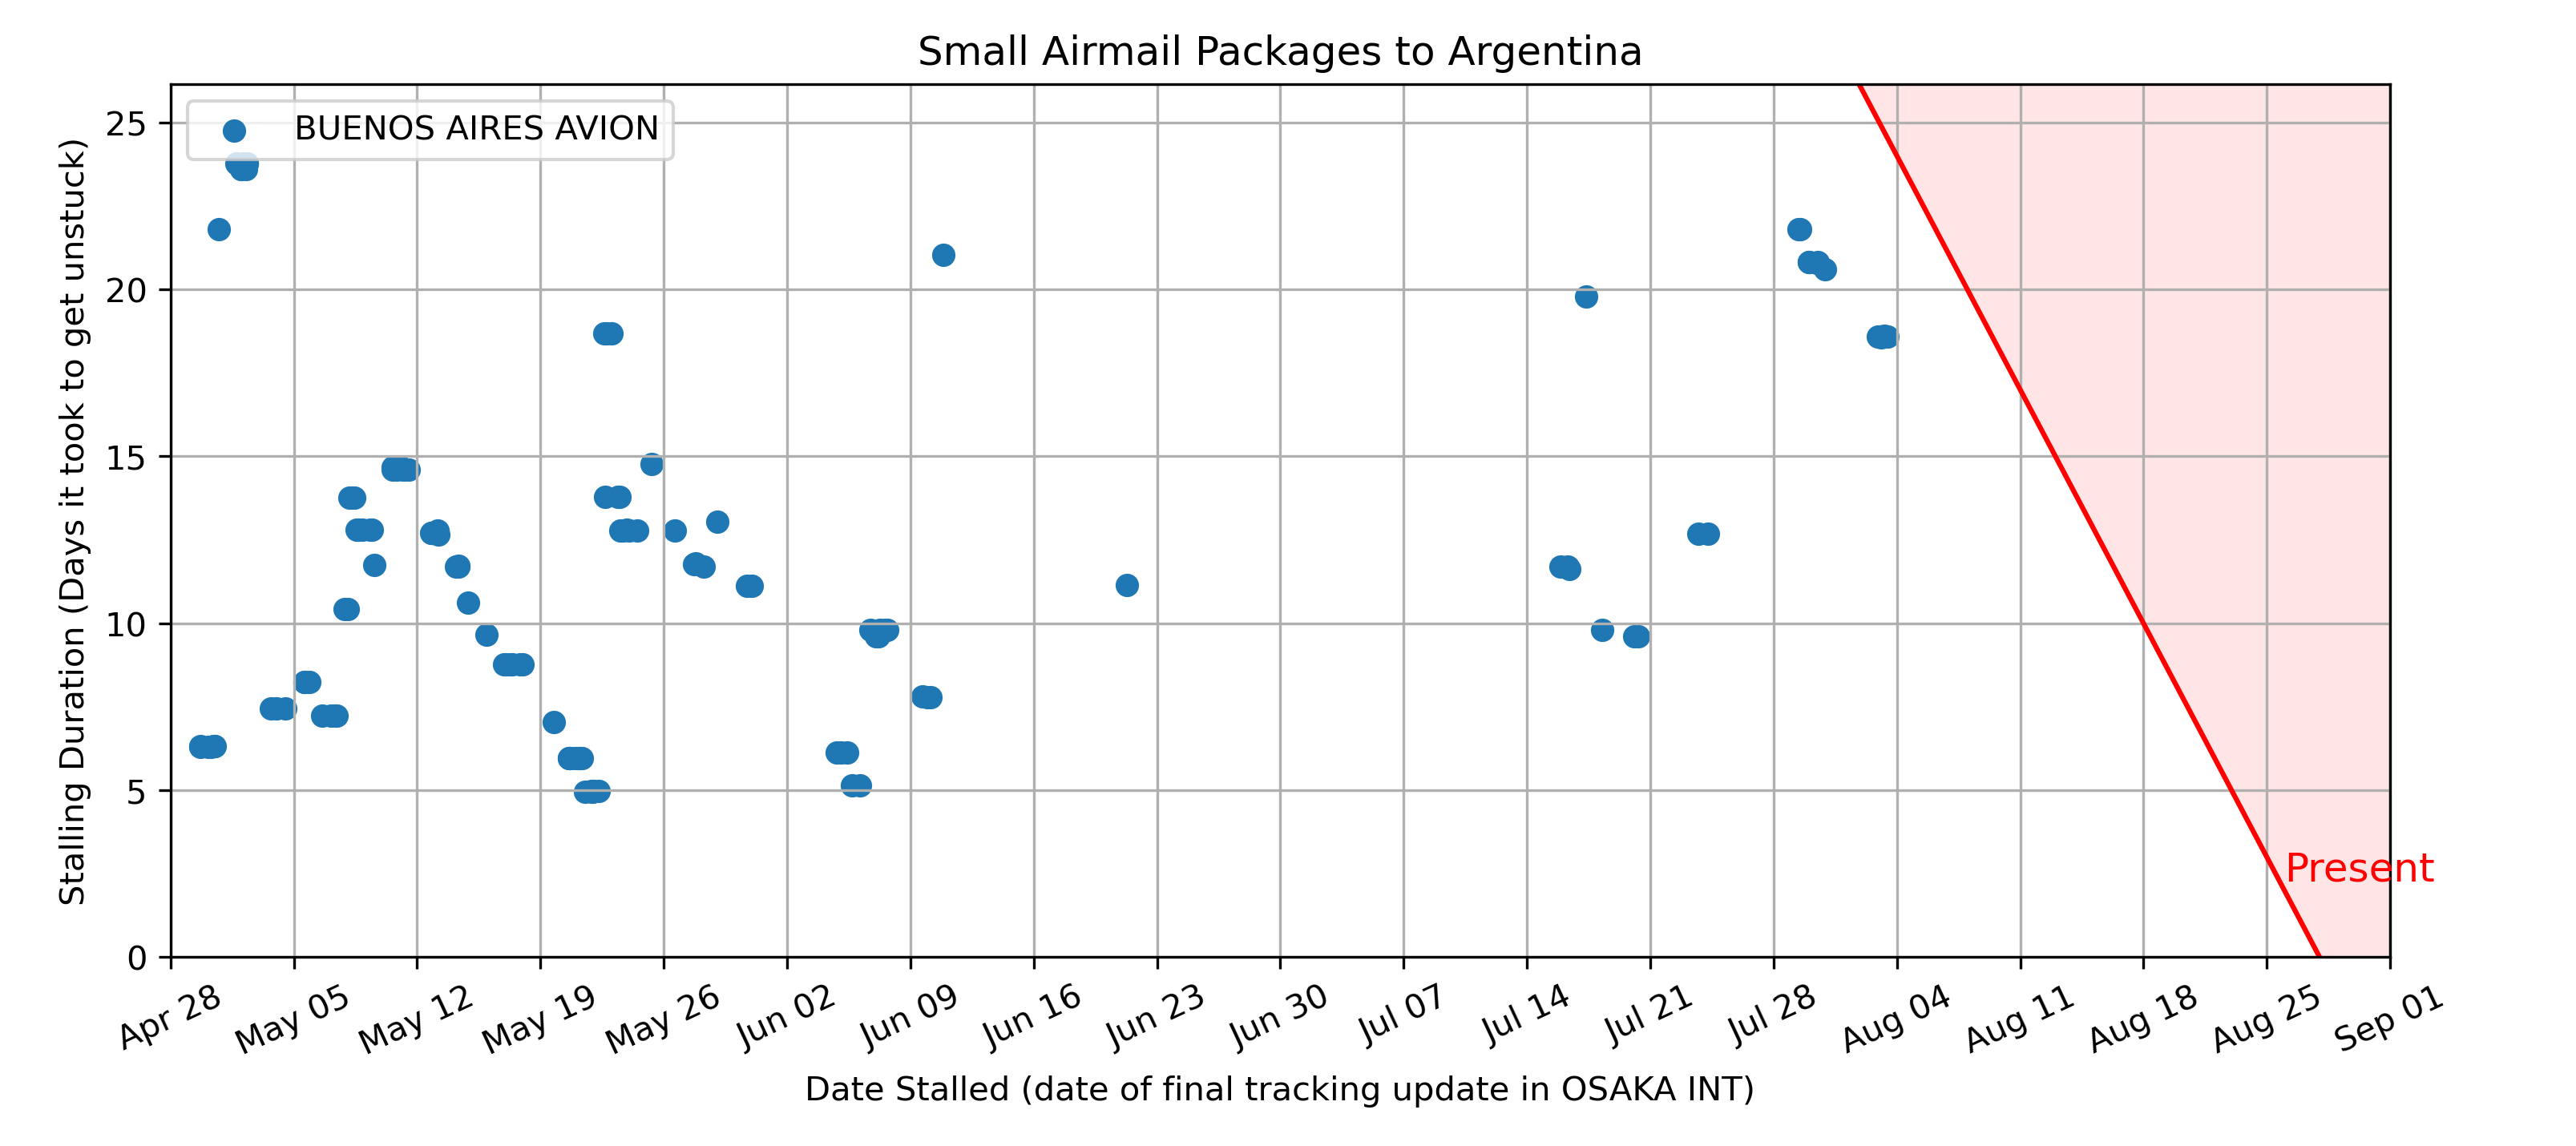 Small Airmail Packages to Argentina
BUENOS AIRES AVION
Stalling Duration (Days it took to get unstuck)
25
20
15
10
5
0
Present
Apr 28
May 05
May 12
May 19
May 26
Jun 02
Jun 09
Jun 16
Jun 23
Jun 30
Jul 07
Jul 14
Jul 21
Jul 28
Aug 04
Aug 11
Aug 18
Aug 25
Sep 01
Date Stalled (date of final tracking update in OSAKA INT)